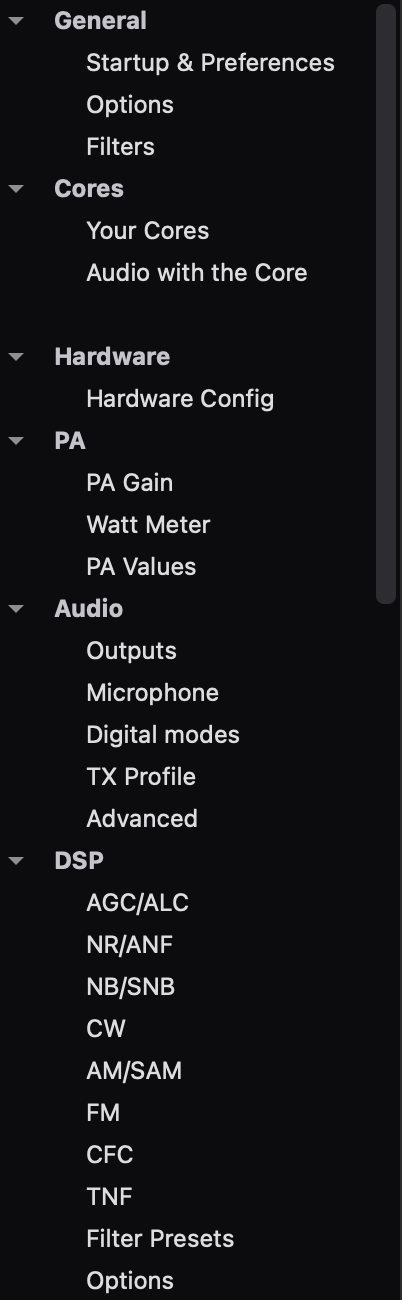 General
Startup & Preferences
Options
Filters
Cores
Your Cores
Audio with the Core
Hardware
Hardware Config
PA
PA Gain
Watt Meter
PA Values
Audio
Outputs
Microphone
Digital modes
TX Profile
Advanced
DSP
AGC/ALC
NR/ANF
NB/SNB
CW
AM/SAM
FM
CFC
TNF
Filter Presets
Options